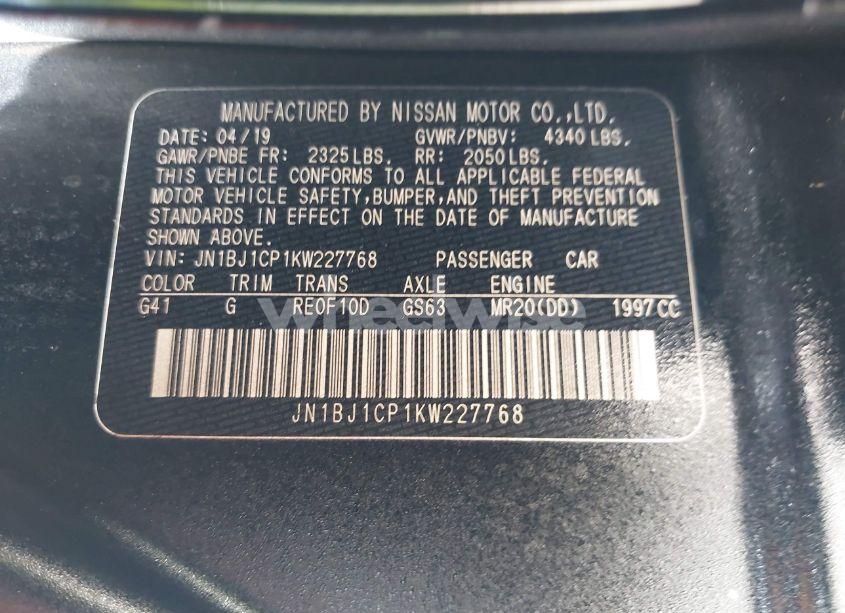 MANUFACTURED BY NISSAN MOTOR CO.,LTD.
DATE: 04/19 GVWR/PNBV: 4340 LBS.
GAWR/PNBE FR: 2325 LBS. RR: 2050 LBS.
THIS VEHICLE CONFORMS TO ALL APPLICABLE FEDERAL
MOTOR VEHICLE SAFETY,BUMPER,AND THEFT PREVENTION
STANDARDS IN EFFECT ON THE DATE OF MANUFACTURE
SHOWN ABOVE.
VIN: JN1BJ1CP1KW227768 PASSENGER CAR
COLOR TRIM TRANS AXLE ENGINE
G41 G RE0F10D GS63 MR20(DD) 1997 CC
wheelwise
JN1BJ1CP1KW227768